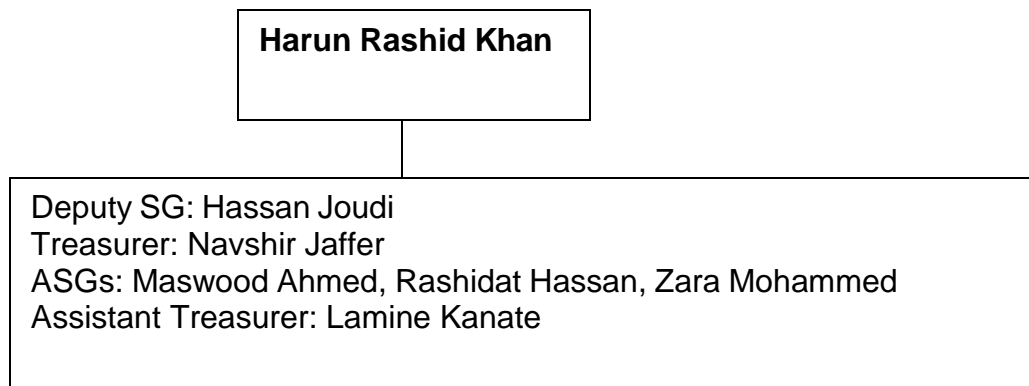 Harun Rashid Khan
Deputy SG: Hassan Joudi
Treasurer: Navshir Jaffer
ASGs: Maswood Ahmed, Rashidat Hassan, Zara Mohammed
Assistant Treasurer: Lamine Kanate